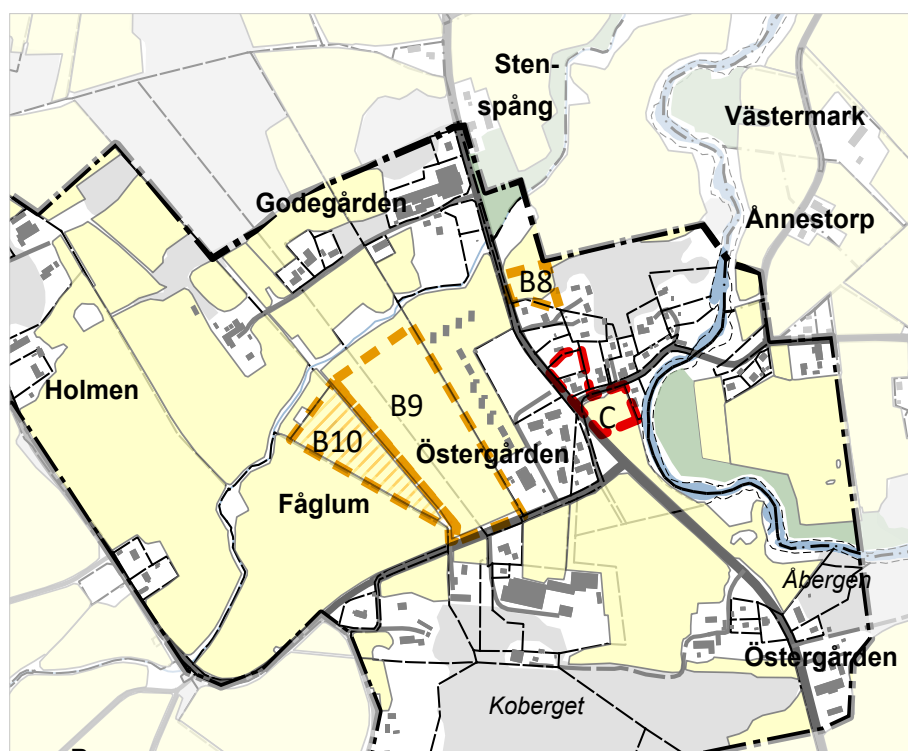 Sten-
spång
Västermark
Godegården
Ånnestorp
B8
Holmen
B9
C
B10
Östergården
Fåglum
Åbergen
Östergården
Koberget